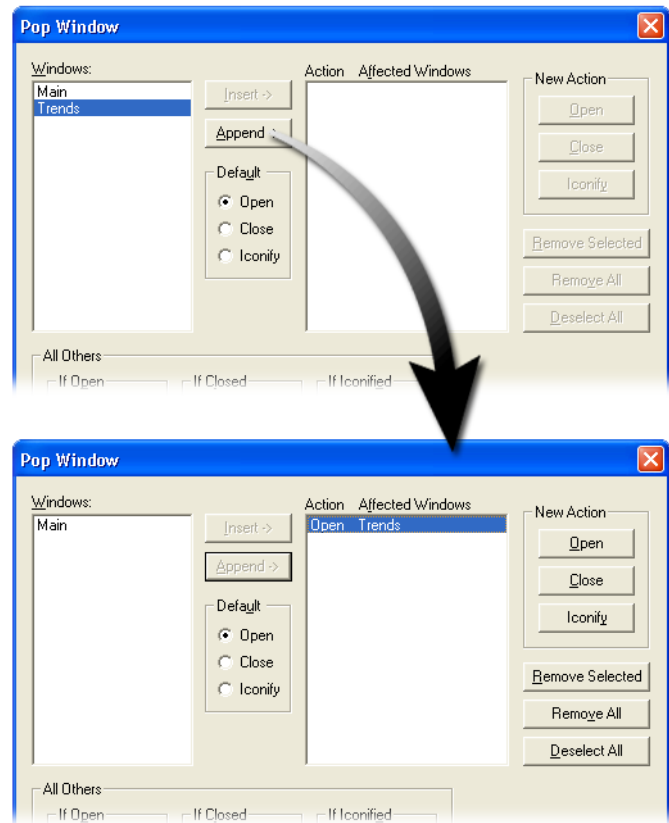 Pop Window
Windows:
Action Affected Windows
New Action
Main
Trends
Insert ->
Open
Append
Close
Default
Open
Iconify
Close
Iconify
Remove Selected
Remove All
Deselect All
All Others
If Open
If Closed
If Iconified
Pop Window
Windows:
Action Affected Windows
New Action
Main
Insert ->
Open Trends
Open
Append ->
Close
Default
Open
Iconify
Close
Iconify
Remove Selected
Remove All
Deselect All
All Others
If Open
If Closed
If Iconified